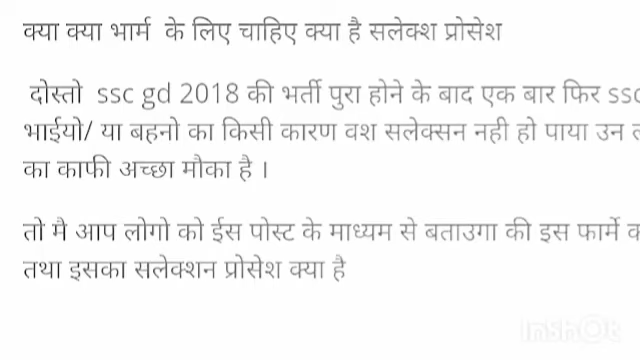 क्या क्या भार्म के लिए चाहिए क्या है सलेक्श प्रोसेश
दोस्तो ssc gd 2018 की भर्ती पुरा होने के बाद एक बार फिर ssc
भाईयो/ या बहनो का किसी कारण वश सलेक्सन नही हो पाया उन
का काफी अच्छा मौका है ।
तो मै आप लोगो को ईस पोस्ट के माध्यम से बताउगा की इस फार्मे
तथा इसका सलेक्शन प्रोसेश क्या है
InShOt